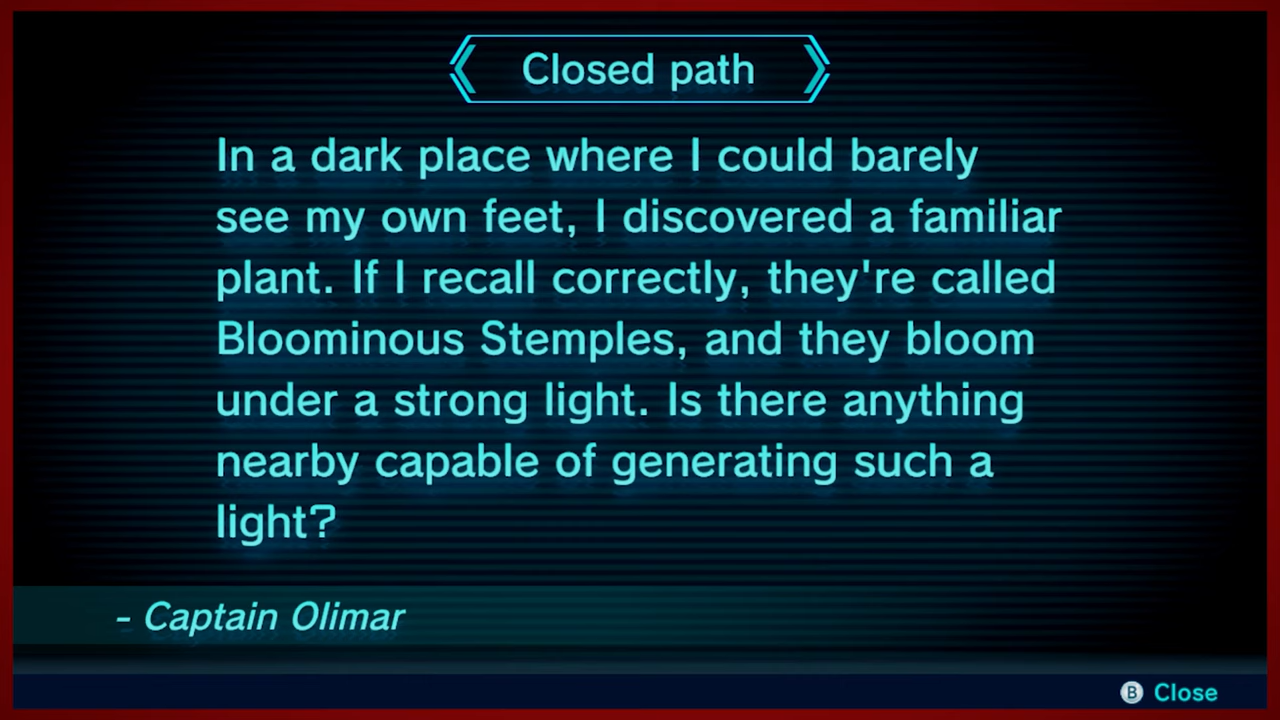 Closed path
In a dark place where I could barely
see my own feet, I discovered a familiar
plant. If I recall correctly, they're called
Bloominous Stemples, and they bloom
under a strong light. Is there anything
nearby capable of generating such a
light?
- Captain Olimar
B Close